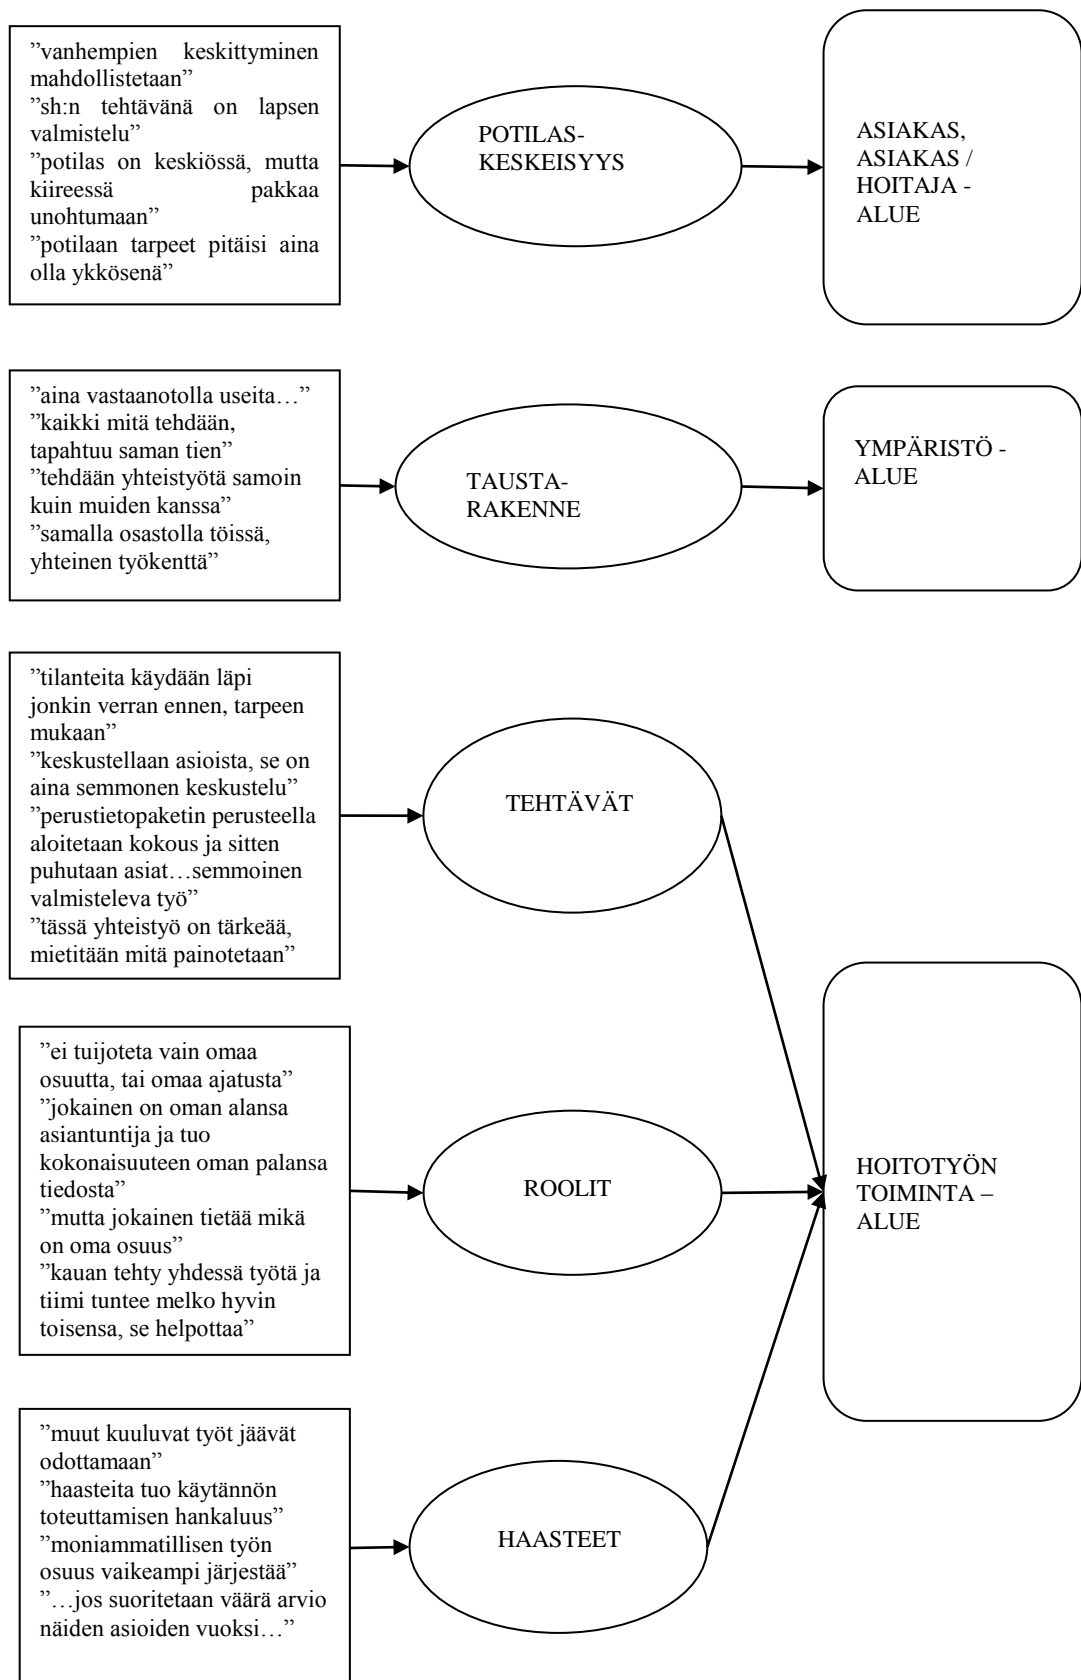 ”vanhempien keskittyminen
mahdollistetaan”
”sh:n tehtävänä on lapsen
valmistelu”
”potilas on keskiössä, mutta
kiireessä pakkaa
unohtumaan”
”potilaan tarpeet pitäisi aina
olla ykkösenä”
POTILAS-
KESKEISYYS
ASIAKAS,
ASIAKAS /
HOITAJA -
ALUE
”aina vastaanotolla useita…”
”kaikki mitä tehdään,
tapahtuu saman tien”
”tehdään yhteistyötä samoin
kuin muiden kanssa”
”samalla osastolla töissä,
yhteinen työkenttä”
TAUSTA-
RAKENNE
YMPÄRISTÖ -
ALUE
”tilanteita käydään läpi
jonkin verran ennen, tarpeen
mukaan”
”keskustellaan asioista, se on
aina semmonen keskustelu”
”perustietopaketin perusteella
aloitetaan kokous ja sitten
puhutaan asiat…semmoinen
valmisteleva työ”
”tässä yhteistyö on tärkeää,
mietitään mitä painotetaan”
TEHTÄVÄT
”ei tuijoteta vain omaa
osuutta, tai omaa ajatusta”
”jokainen on oman alansa
asiantuntija ja tuo
kokonaisuuteen oman palansa
tiedosta”
”mutta jokainen tietää mikä
on oma osuus”
”kauan tehty yhdessä työtä ja
tiimi tuntee melko hyvin
toisensa, se helpottaa”
ROOLIT
HOITOTYÖN
TOIMINTA –
ALUE
”muut kuuluvat työt jäävät
odottamaan”
”haasteita tuo käytännön
toteuttamisen hankaluus”
”moniammatillisen työn
osuus vaikeampi järjestää”
”…jos suoritetaan väärä arvio
näiden asioiden vuoksi…”
HAASTEET